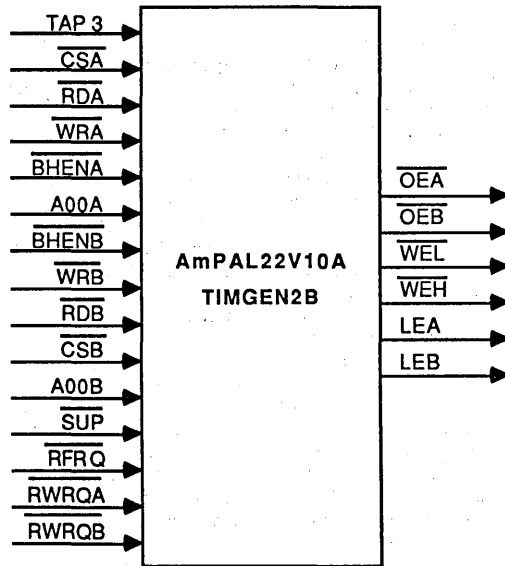 TAP 3
CSA
RDA
WRA
BHENA
A00A
BHENB
WRB
RDB
CSB
A00B
SUP
RFRQ
RWRQA
RWRQB
AmPAL22V10A
TIMGEN2B
OEA
OEB
WEL
WEH
LEA
LEB